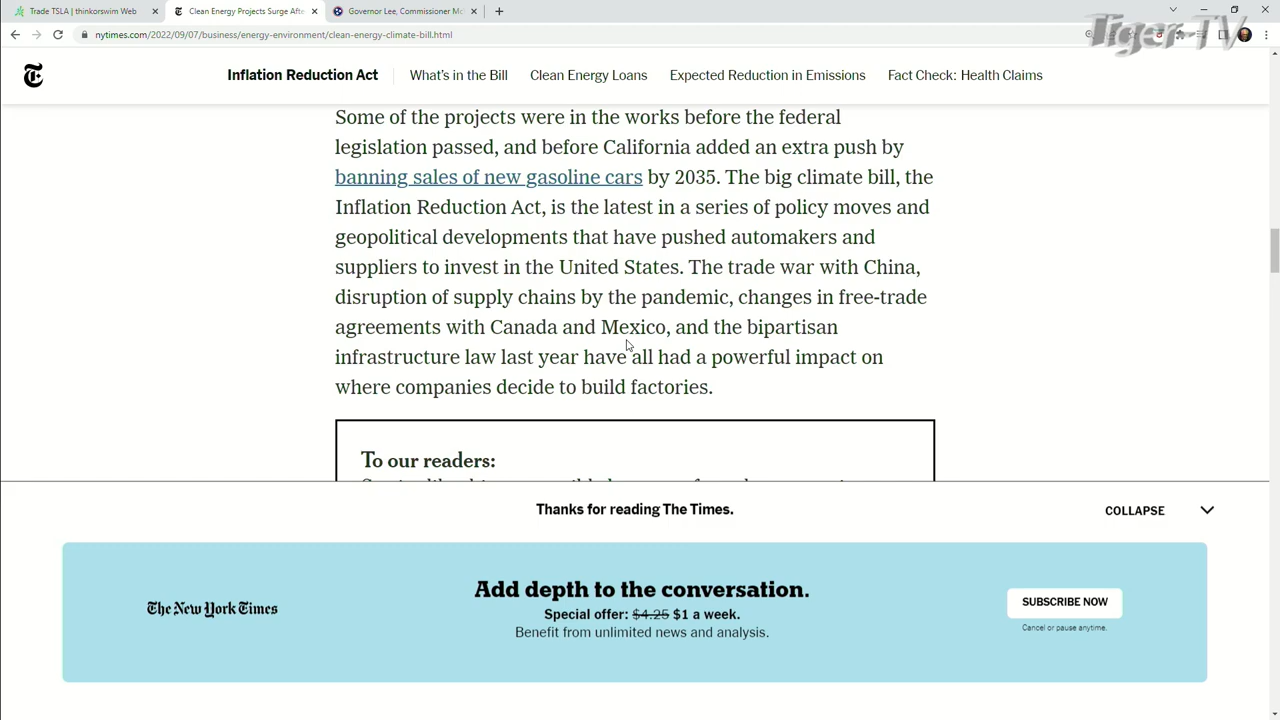 Trade TSLA | thinkorswim Web
Clean Energy Projects Surge Afte
Governor Lee, Commissioner Mc
nytimes.com/2022/09/07/business/energy-environment/clean-energy-climate-bill.html
Tiger-TV
Inflation Reduction Act
What's in the Bill
Clean Energy Loans
Expected Reduction in Emissions
Fact Check: Health Claims
Some of the projects were in the works before the federal
legislation passed, and before California added an extra push by
banning sales of new gasoline cars by 2035. The big climate bill, the
Inflation Reduction Act, is the latest in a series of policy moves and
geopolitical developments that have pushed automakers and
suppliers to invest in the United States. The trade war with China,
disruption of supply chains by the pandemic, changes in free-trade
agreements with Canada and Mexico, and the bipartisan
infrastructure law last year have all had a powerful impact on
where companies decide to build factories.
To our readers:
Thanks for reading The Times.
COLLAPSE
The New York Times
Add depth to the conversation.
Special offer: $4.25 $1 a week.
Benefit from unlimited news and analysis.
SUBSCRIBE NOW
Cancel or pause anytime.